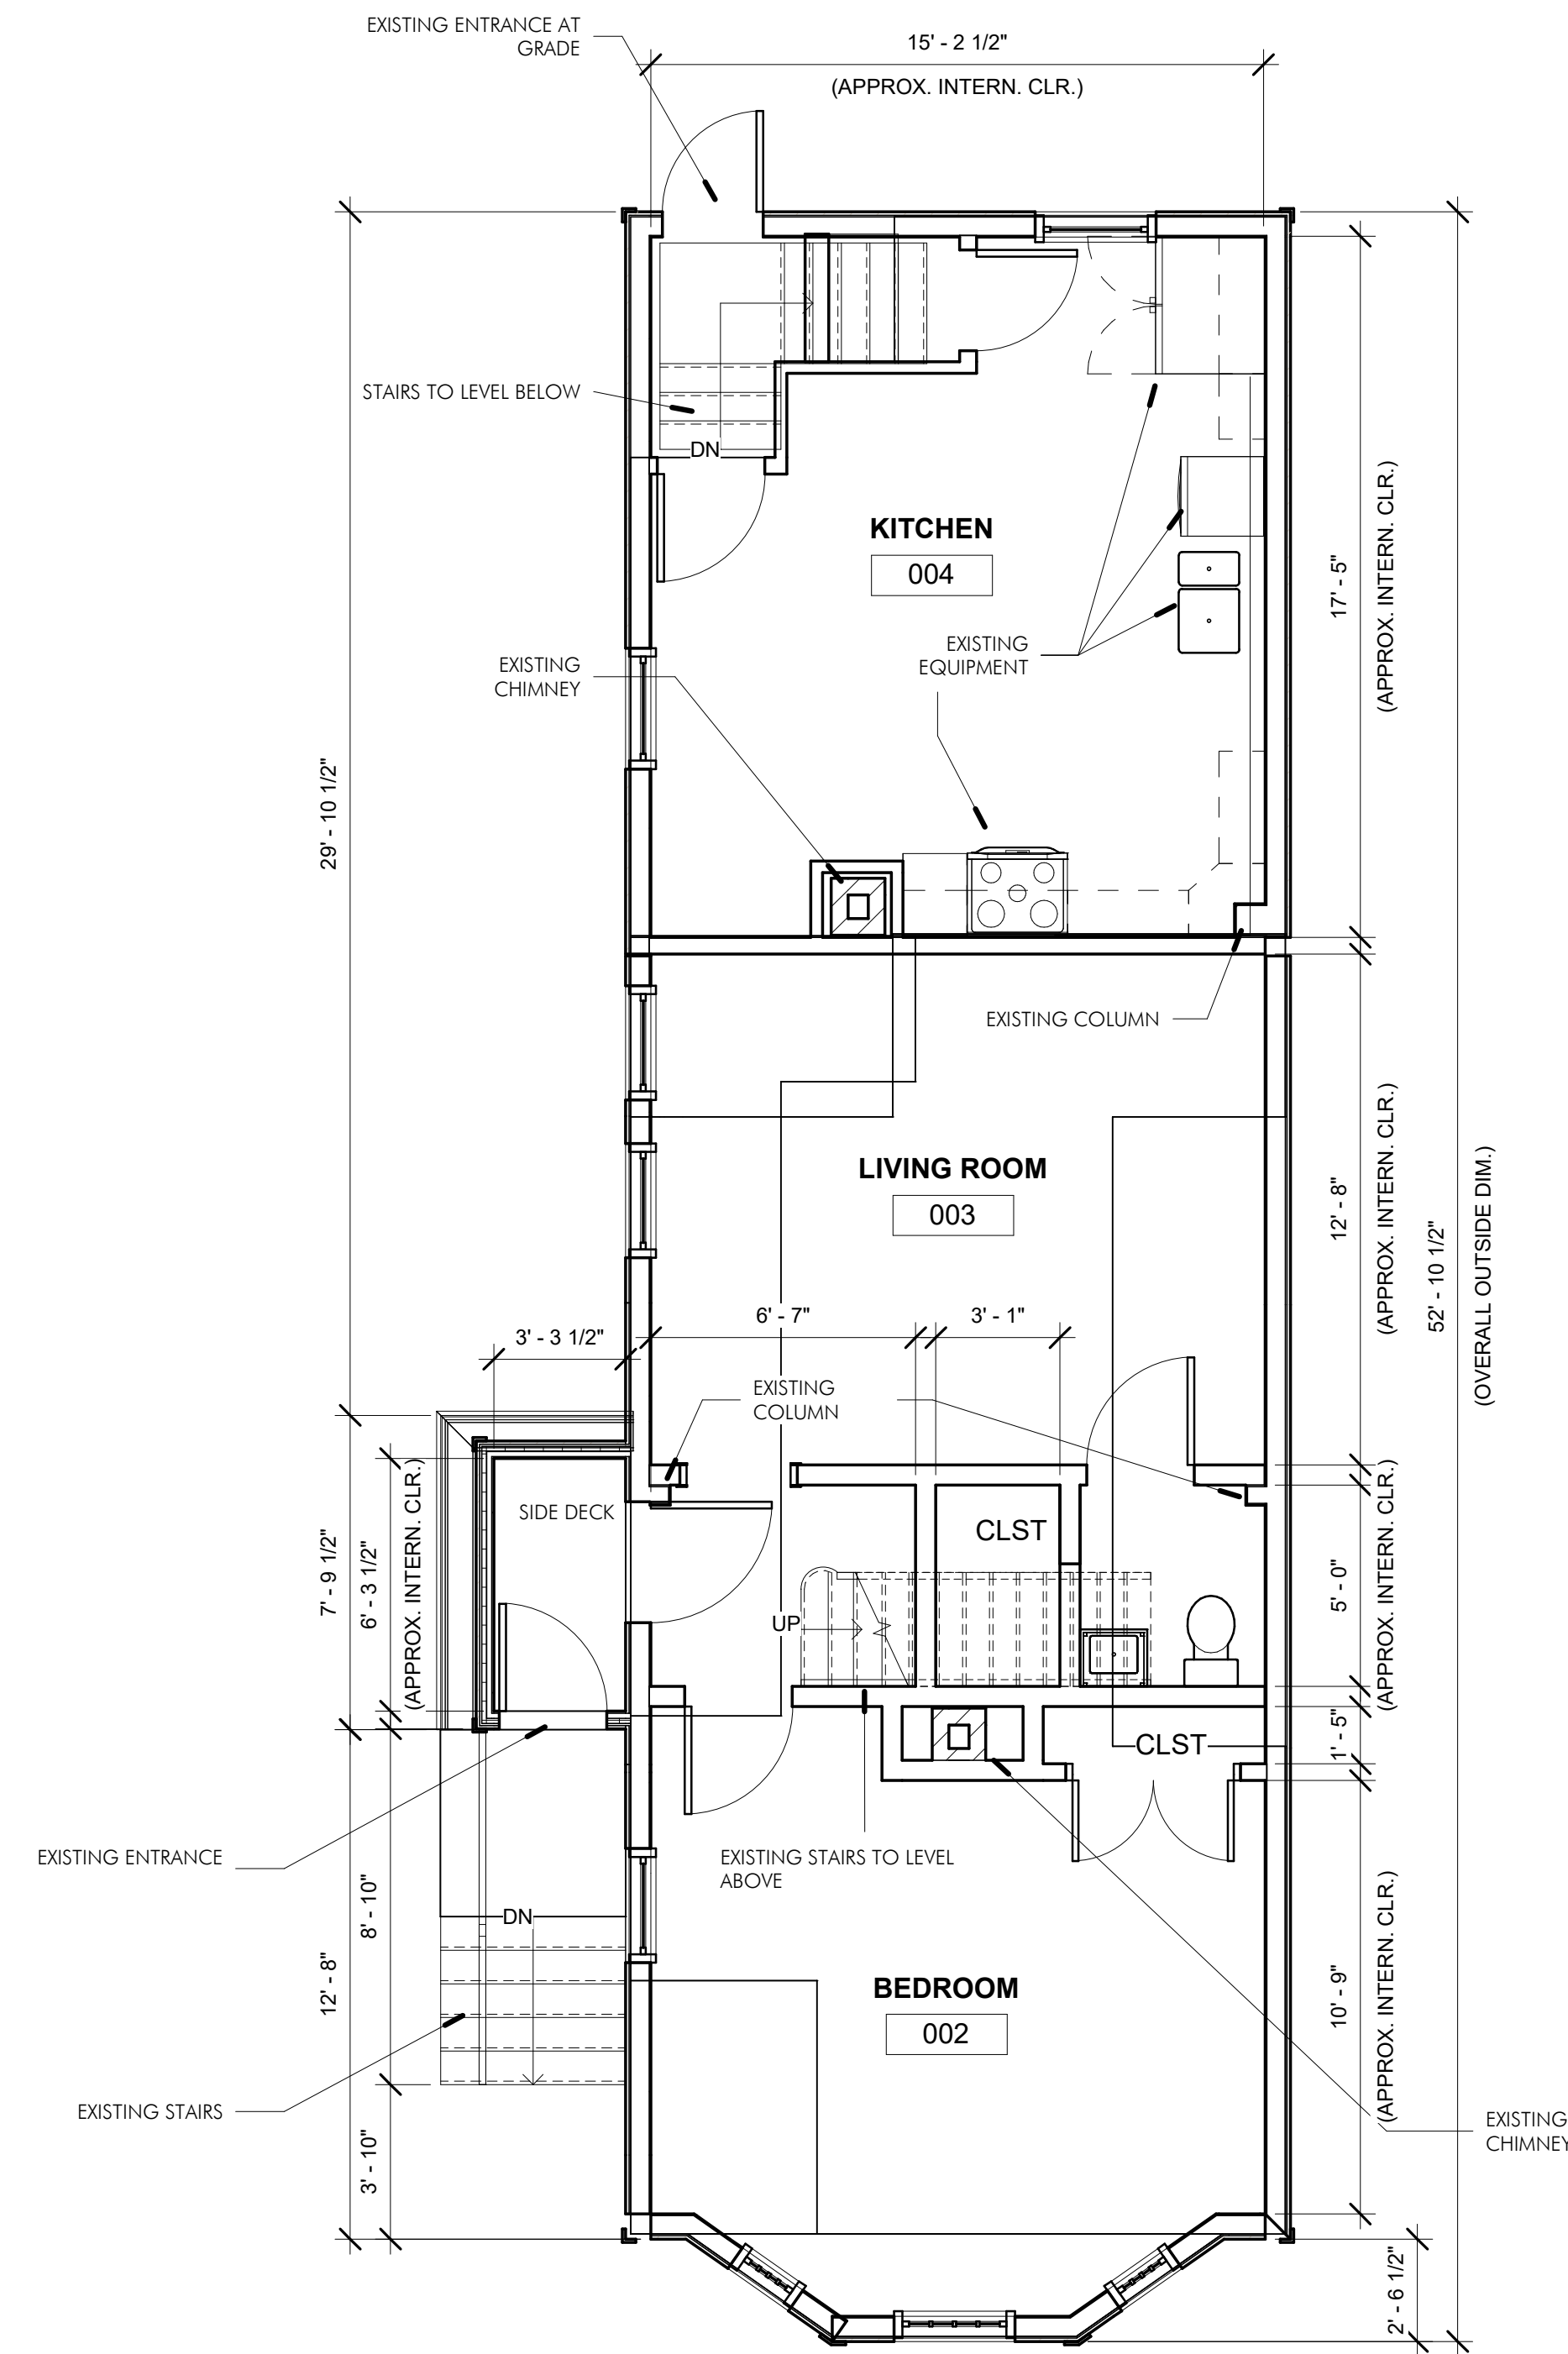 EXISTING ENTRANCE AT
GRADE
15' - 2 1/2"
(APPROX. INTERN. CLR.)
STAIRS TO LEVEL BELOW
DN
KITCHEN
004
EXISTING
EQUIPMENT
EXISTING
CHIMNEY
17' - 5"
(APPROX. INTERN. CLR.)
29' - 10 1/2"
EXISTING COLUMN
LIVING ROOM
003
12' - 8"
(APPROX. INTERN. CLR.)
52' - 10 1/2"
(OVERALL OUTSIDE DIM.)
3' - 3 1/2"
6' - 7"
3' - 1"
EXISTING
COLUMN
SIDE DECK
CLST
UP
7' - 9 1/2"
6' - 3 1/2"
(APPROX. INTERN. CLR.)
5' - 0"
(APPROX. INTERN. CLR.)
1' - 5"
CLST
EXISTING ENTRANCE
EXISTING STAIRS TO LEVEL
ABOVE
DN
8' - 10"
12' - 8"
BEDROOM
002
10' - 9"
(APPROX. INTERN. CLR.)
EXISTING STAIRS
3' - 10"
EXISTING
CHIMNEY
2' - 6 1/2"